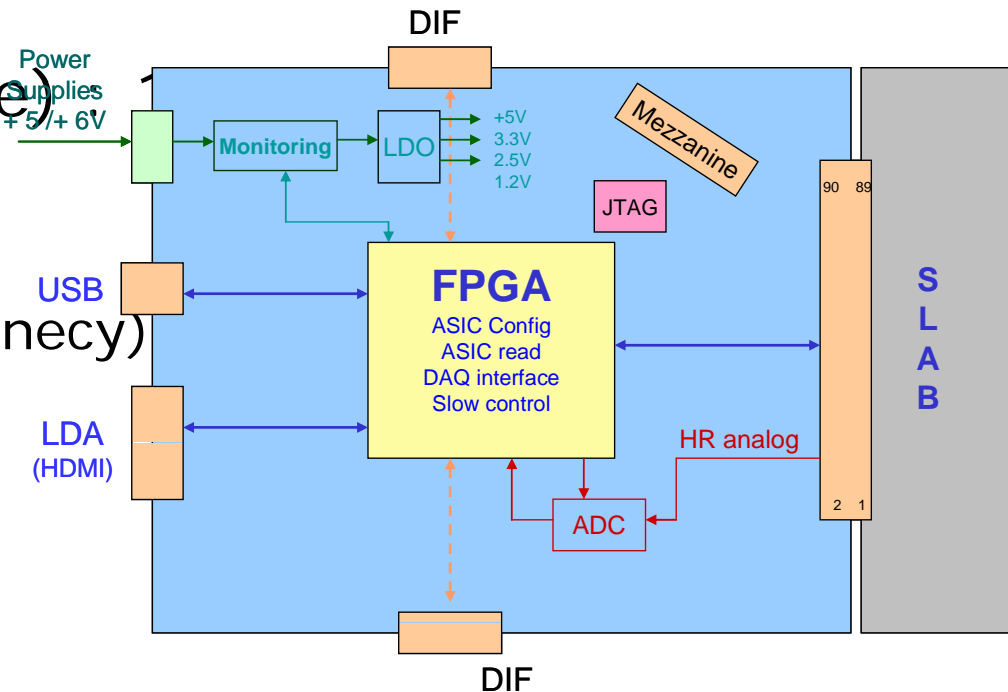 DIF
Power
Supplies
+ 5 /+ 6V
e) :
Monitoring
LDO
+5V
3.3V
2.5V
1.2V
Mezzanine
JTAG
90 89
USB
necy)
FPGA
ASIC Config
ASIC read
DAQ interface
Slow control
S
L
A
B
LDA
(HDMI)
HR analog
ADC
2 1
DIF